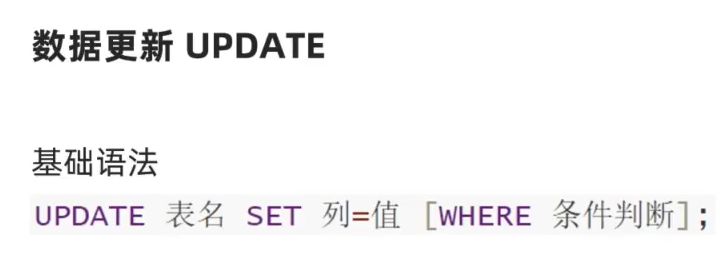 数据更新 UPDATE
基础语法
UPDATE 表名 SET 列=值 [WHERE 条件判断];